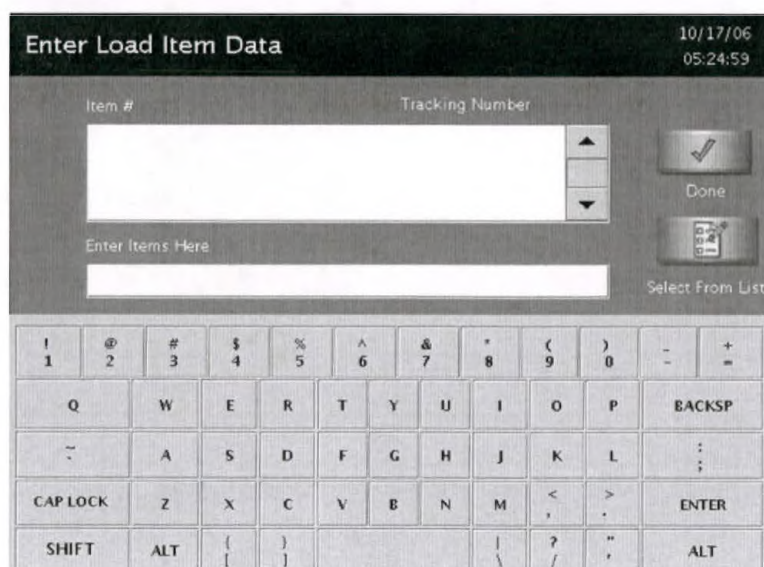 Enter Load Item Data
10/17/06
05:24:59
Item #
Tracking Number
Done
Enter Items Here
Select From List
! @ # $ % ^ & * ( ) _ +
1 2 3 4 5 6 7 8 9 0 - =
Q W E R T Y U I O P BACKSP
~ A S D F G H J K L :
` ;
CAP LOCK Z X C V B N M < > ENTER
, .
SHIFT ALT { } | ? " ALT
[ ] \ / '